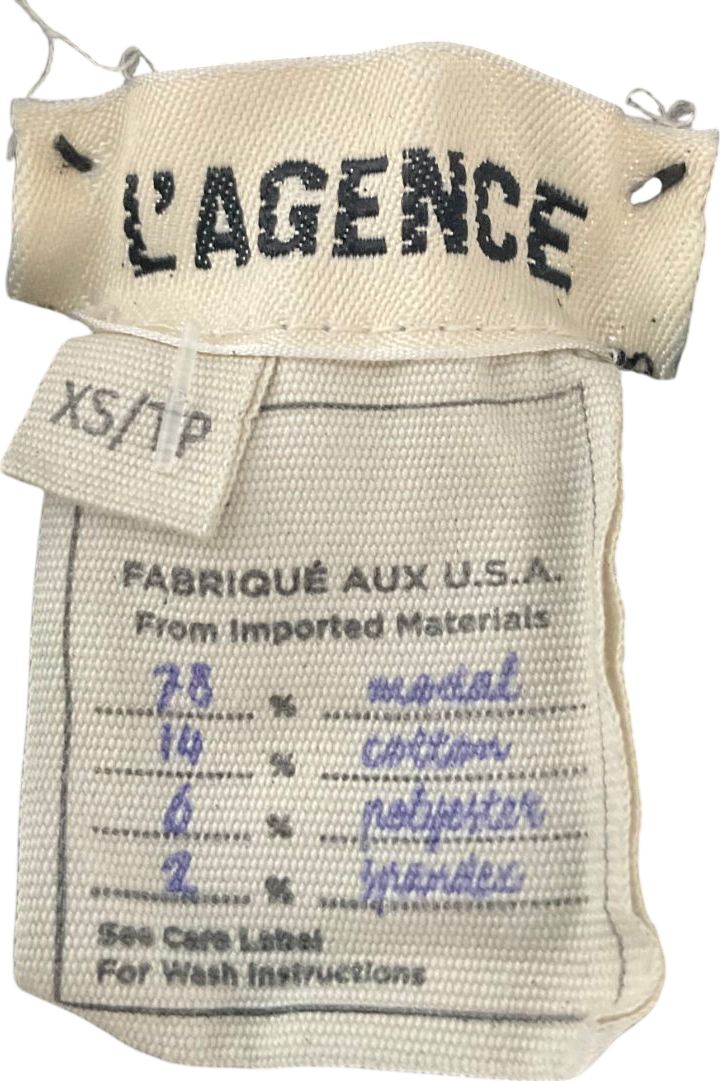 L'AGENCE
XS/TP
FABRIQUÉ AUX U.S.A.
From Imported Materials
78 % modal
14 % cotton
6 % polyester
2 % spandex
See Care Label
For Wash Instructions